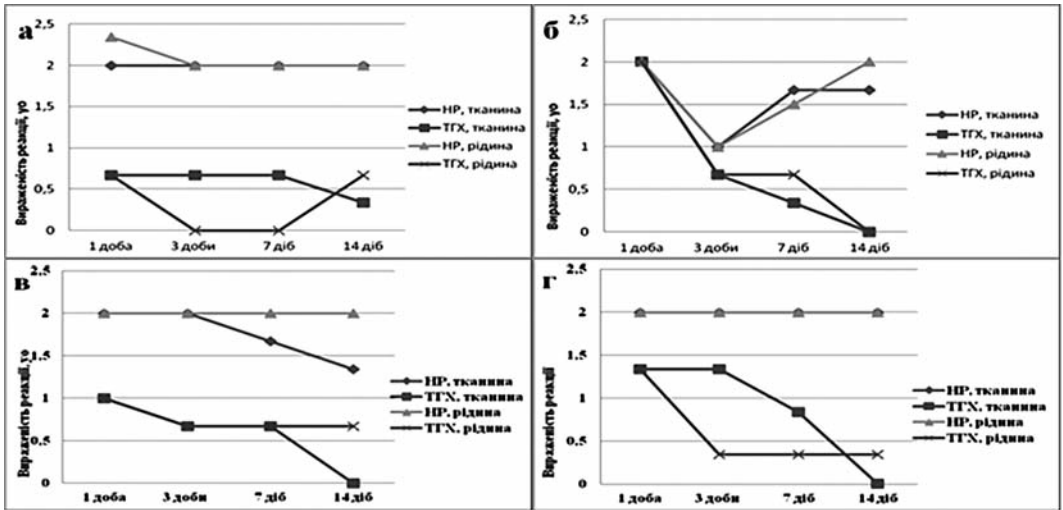 а
Вираженість реакції, уо
2,5
2
1,5
1
0,5
0
1 доба
3 доби
7 діб
14 діб
НР, тканина
ТГХ, тканина
НР, рідина
ТГХ, рідина
б
Вираженість реакції, уо
2,5
2
1,5
1
0,5
0
1 доба
3 доби
7 діб
14 діб
НР, тканина
ТГХ, тканина
НР, рідина
ТГХ, рідина
в
Вираженість реакції, уо
2,5
2
1,5
1
0,5
0
1 доба
3 доби
7 діб
14 діб
НР, тканина
ТГХ, тканина
НР, рідина
ТГХ, рідина
г
Вираженість реакції
2,5
2
1,5
1
0,5
0
1 доба
3 доби
7 діб
14 діб
НР, тканина
ТГХ, тканина
НР, рідина
ТГХ, рідина